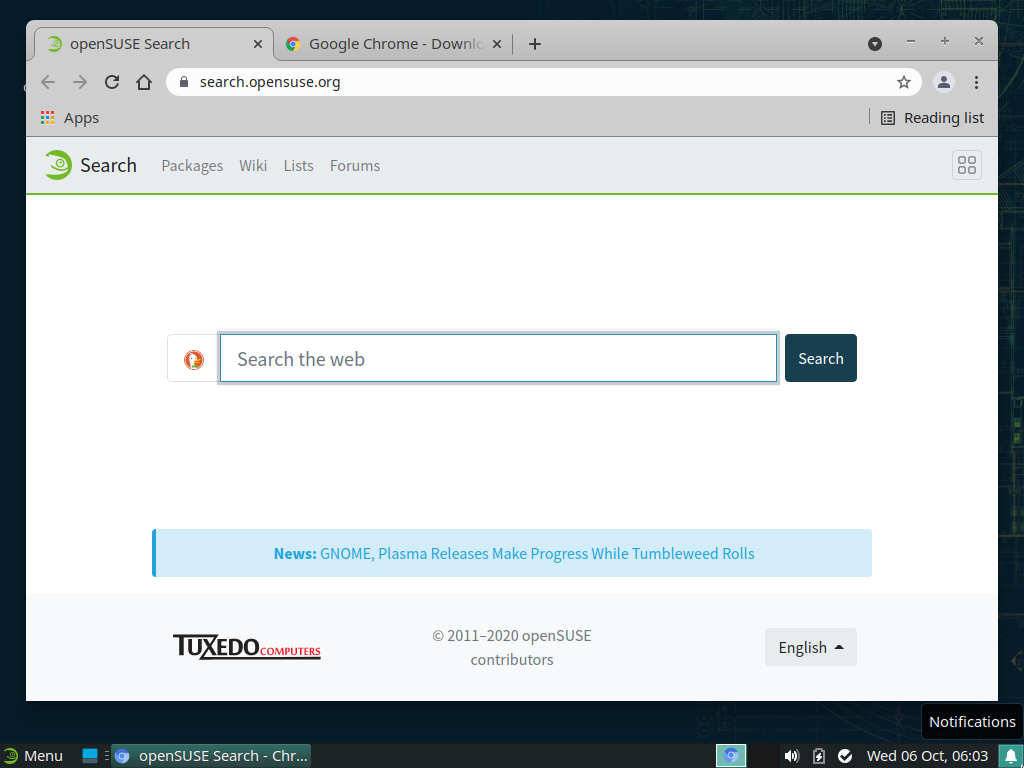 openSUSE Search
Google Chrome - Downlo
search.opensuse.org
Apps
Reading list
Search
Packages
Wiki
Lists
Forums
Search the web
Search
News: GNOME, Plasma Releases Make Progress While Tumbleweed Rolls
TUXEDO COMPUTERS
© 2011–2020 openSUSE
contributors
English
Notifications
Menu
openSUSE Search - Chr...
Wed 06 Oct, 06:03